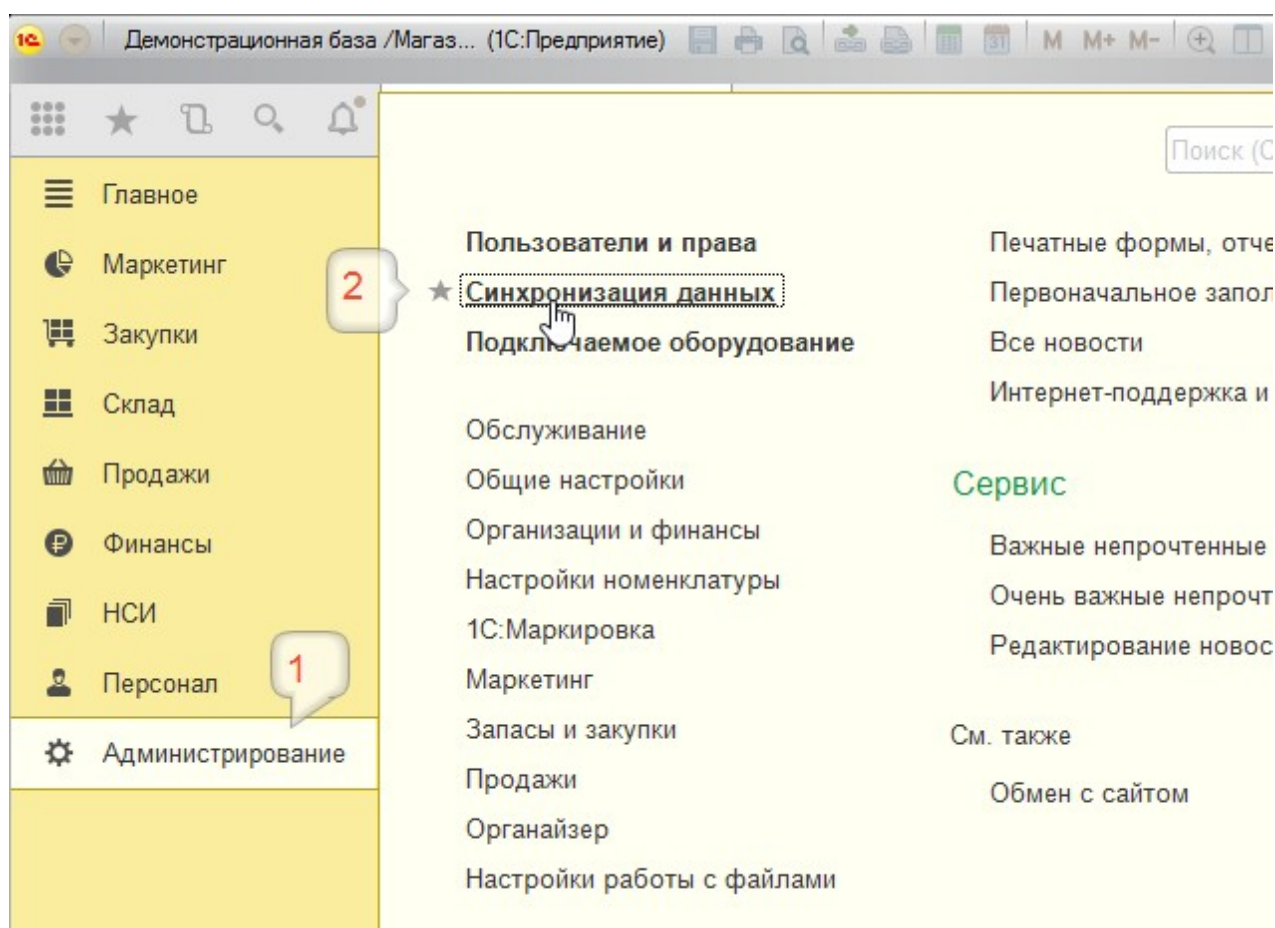 1С Демонстрационная база /Магаз... (1С:Предприятие) 31 M M+ M-
Поиск (С
Главное
Маркетинг
Закупки
Склад
Продажи
Финансы
НСИ
Персонал
1
Администрирование
Пользователи и права
2
Синхронизация данных
Подключаемое оборудование
Обслуживание
Общие настройки
Организации и финансы
Настройки номенклатуры
1С:Маркировка
Маркетинг
Запасы и закупки
Продажи
Органайзер
Настройки работы с файлами
Печатные формы, отче
Первоначальное запол
Все новости
Интернет-поддержка и
Сервис
Важные непрочтенные
Очень важные непрочт
Редактирование новос
См. также
Обмен с сайтом